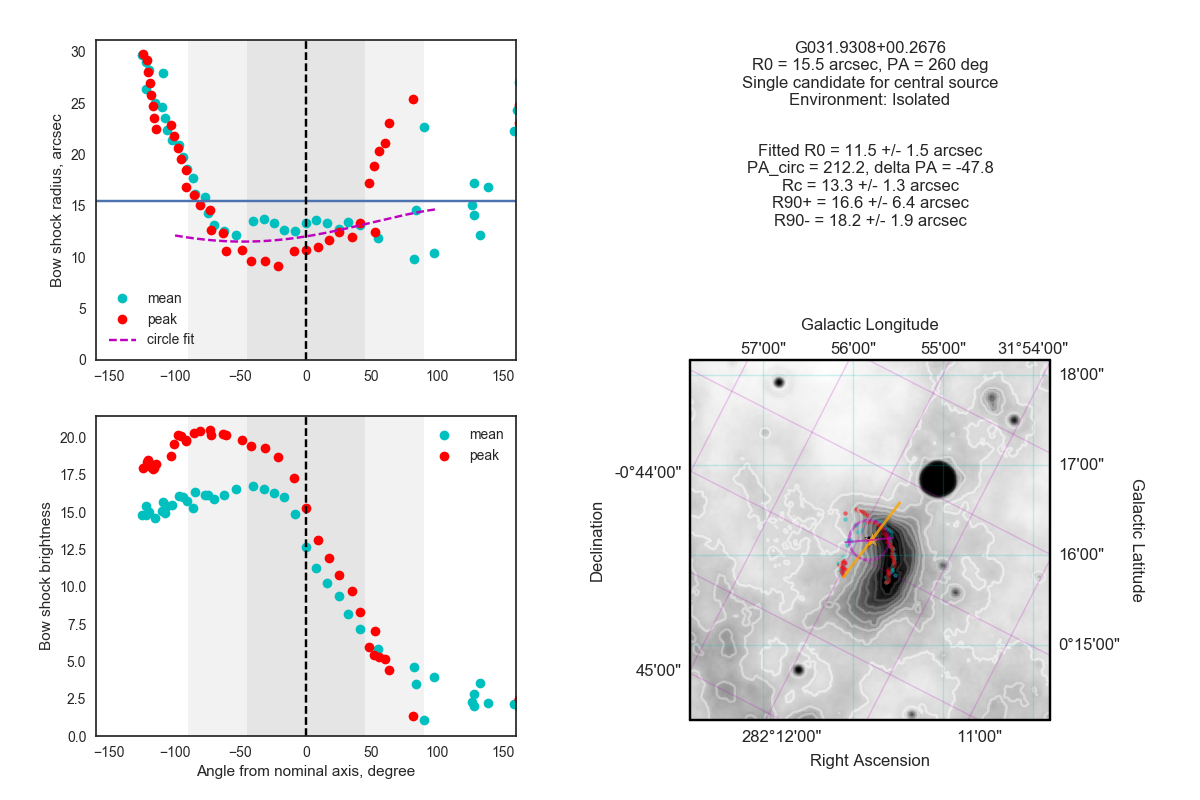 30
25
20
15
10
5
0
Bow shock radius, arcsec
mean
peak
circle fit
−150
−100
−50
0
50
100
150
20.0
17.5
15.0
12.5
10.0
7.5
5.0
2.5
0.0
Bow shock brightness
mean
peak
−150
−100
−50
0
50
100
150
Angle from nominal axis, degree
G031.9308+00.2676
R0 = 15.5 arcsec, PA = 260 deg
Single candidate for central source
Environment: Isolated
Fitted R0 = 11.5 +/- 1.5 arcsec
PA_circ = 212.2, delta PA = -47.8
Rc = 13.3 +/- 1.3 arcsec
R90+ = 16.6 +/- 6.4 arcsec
R90- = 18.2 +/- 1.9 arcsec
Galactic Longitude
57'00"
56'00"
55'00"
31°54'00"
18'00"
17'00"
16'00"
0°15'00"
Galactic Latitude
-0°44'00"
45'00"
Declination
282°12'00"
11'00"
Right Ascension